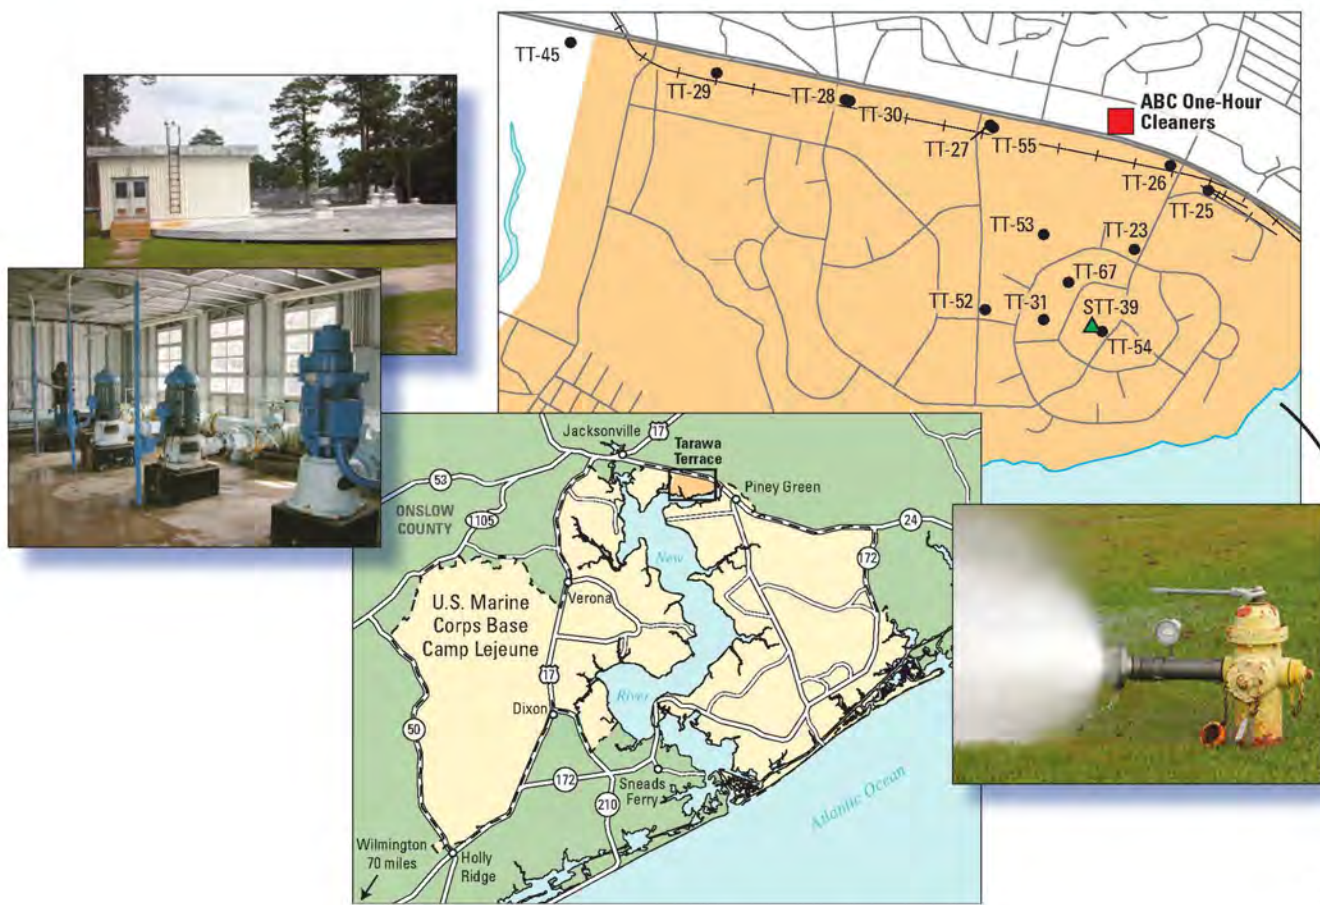 TT-45
TT-29
TT-28
TT-30
TT-27
TT-55
ABC One-Hour
Cleaners
TT-26
TT-25
TT-53
TT-23
TT-67
TT-52
TT-31
STT-39
TT-54
Jacksonville
17
Tarawa
Terrace
Piney Green
53
ONSLOW
COUNTY
1105
24
172
New
Verona
U.S. Marine
Corps Base
Camp Lejeune
17
River
Dixon
50
172
Sneads
Ferry
210
Atlantic Ocean
Wilmington
70 miles
Holly
Ridge